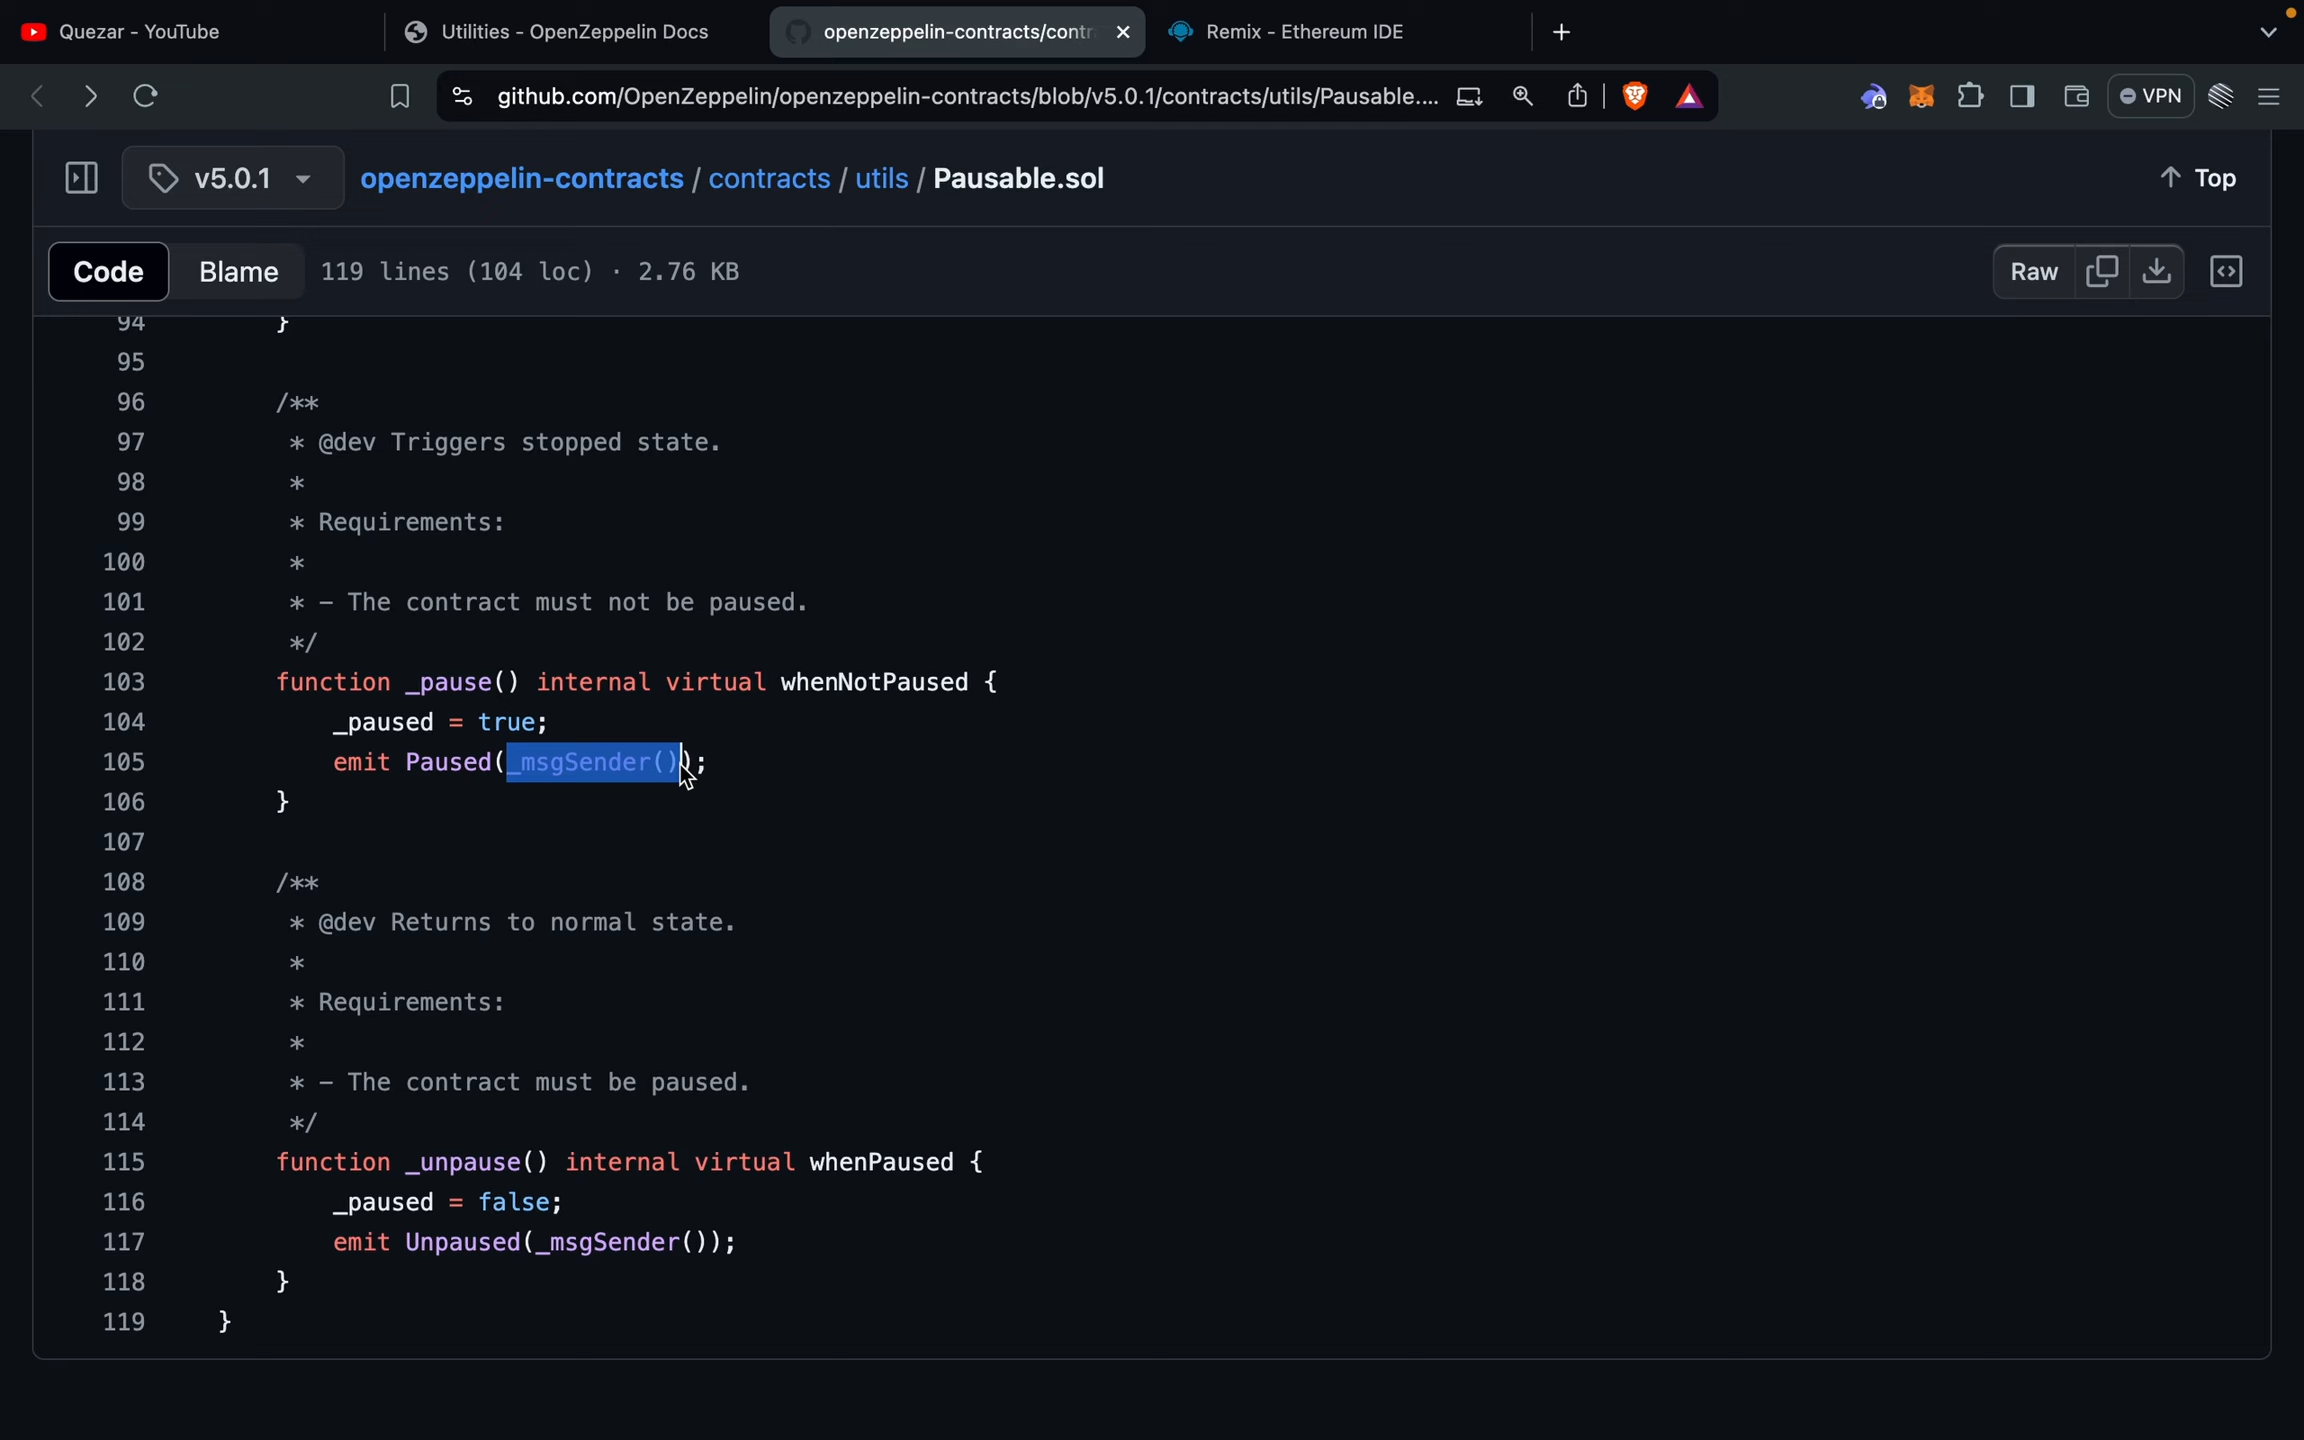 Quezar - YouTube
Utilities - OpenZeppelin Docs
openzeppelin-contracts/contr
Remix - Ethereum IDE
github.com/OpenZeppelin/openzeppelin-contracts/blob/v5.0.1/contracts/utils/Pausable....
VPN
v5.0.1
openzeppelin-contracts / contracts / utils / Pausable.sol
Top
Code
Blame
119 lines (104 loc) · 2.76 KB
Raw
94 }
95
96 /**
97 * @dev Triggers stopped state.
98 *
99 * Requirements:
100 *
101 * - The contract must not be paused.
102 */
103 function _pause() internal virtual whenNotPaused {
104 _paused = true;
105 emit Paused(_msgSender());
106 }
107
108 /**
109 * @dev Returns to normal state.
110 *
111 * Requirements:
112 *
113 * - The contract must be paused.
114 */
115 function _unpause() internal virtual whenPaused {
116 _paused = false;
117 emit Unpaused(_msgSender());
118 }
119 }